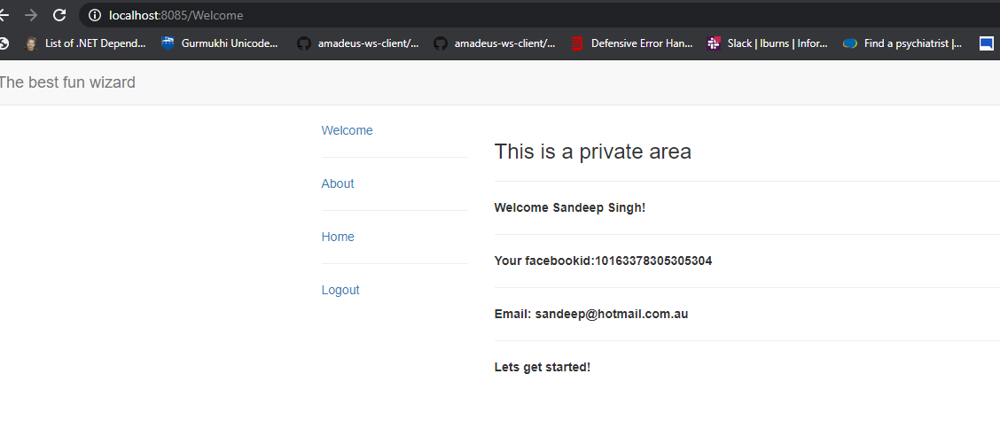 localhost:8085/Welcome
List of .NET Depend... Gurmukhi Unicode... amadeus-ws-client/... amadeus-ws-client/... Defensive Error Han... Slack | lburns | Infor... Find a psychiatrist |...
The best fun wizard
Welcome
About
Home
Logout
This is a private area
Welcome Sandeep Singh!
Your facebookid:10163378305305304
Email: sandeep@hotmail.com.au
Lets get started!